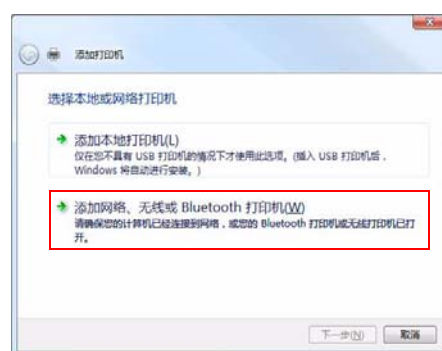 添加打印机
选择本地或网络打印机
添加本地打印机(L)
仅在您不具有 USB 打印机的情况下才使用此选项。(插入 USB 打印机后，
Windows 将自动进行安装。)
添加网络、无线或 Bluetooth 打印机(W)
请确保您的计算机已经连接到网络，或您的 Bluetooth 打印机或无线打印机已打
开。
下一步(N) 取消